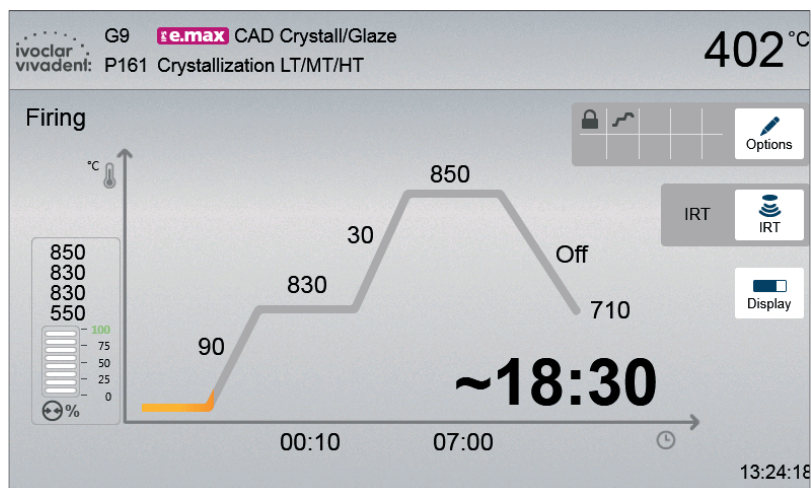 ivoclar
vivadent:
G9 IPS e.max CAD Crystall/Glaze
P161 Crystallization LT/MT/HT
402°C
Firing
Options
°C
850
IRT
IRT
30
Off
850
830
830
550
830
710
Display
100
75
50
25
0
%
90
~18:30
00:10 07:00
13:24:18